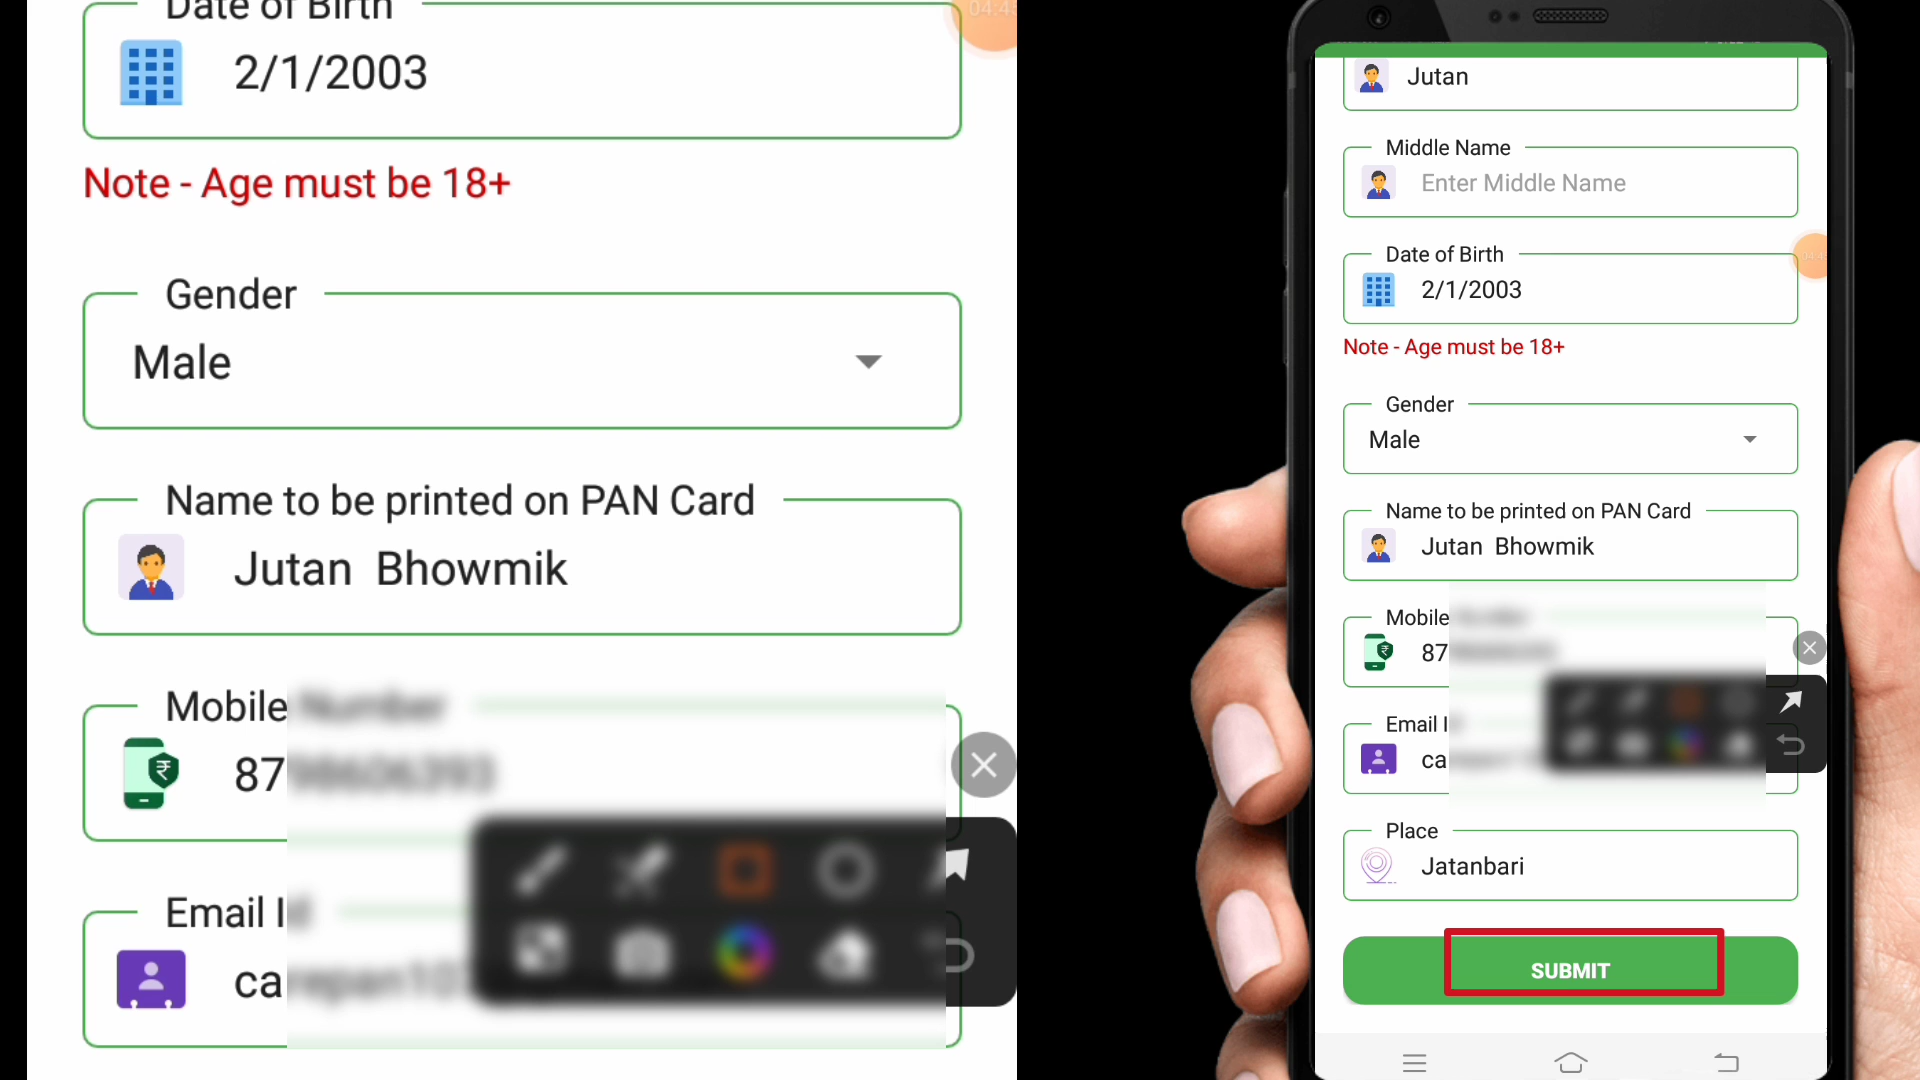 Date of Birth
2/1/2003
Note - Age must be 18+
Gender
Male
Name to be printed on PAN Card
Jutan Bhowmik
Mobile
87
Email I
ca
Jutan
Middle Name
Enter Middle Name
Date of Birth
2/1/2003
Note - Age must be 18+
Gender
Male
Name to be printed on PAN Card
Jutan Bhowmik
Mobile
87
Email I
ca
Place
Jatanbari
SUBMIT